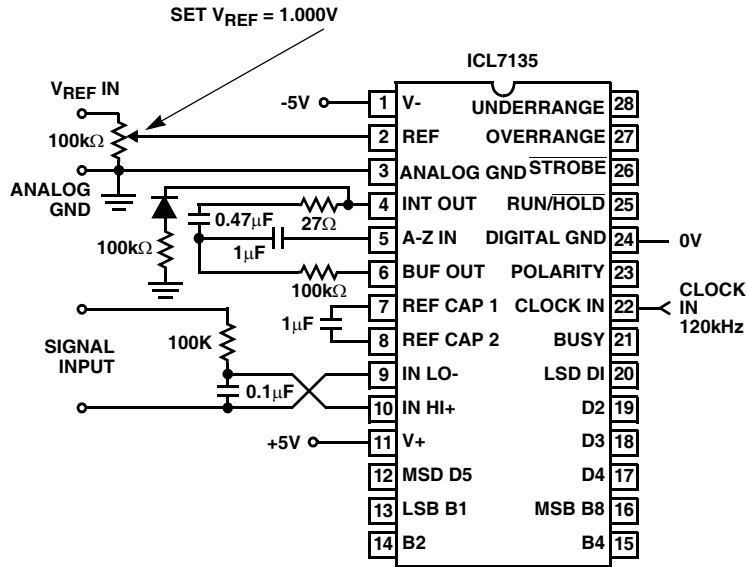 SET VREF = 1.000V
ICL7135
VREF IN
100kΩ
ANALOG
GND
100kΩ
0.47μF
27Ω
1μF
100kΩ
1μF
SIGNAL
INPUT
100K
0.1μF
-5V
+5V
1 V-
2 REF
3 ANALOG GND
4 INT OUT
5 A-Z IN
6 BUF OUT
7 REF CAP 1
8 REF CAP 2
9 IN LO-
10 IN HI+
11 V+
12 MSD D5
13 LSB B1
14 B2
UNDERRANGE 28
OVERRANGE 27
STROBE 26
RUN/HOLD 25
DIGITAL GND 24
0V
POLARITY 23
CLOCK IN 22
CLOCK
IN
120kHz
BUSY 21
LSD DI 20
D2 19
D3 18
D4 17
MSB B8 16
B4 15